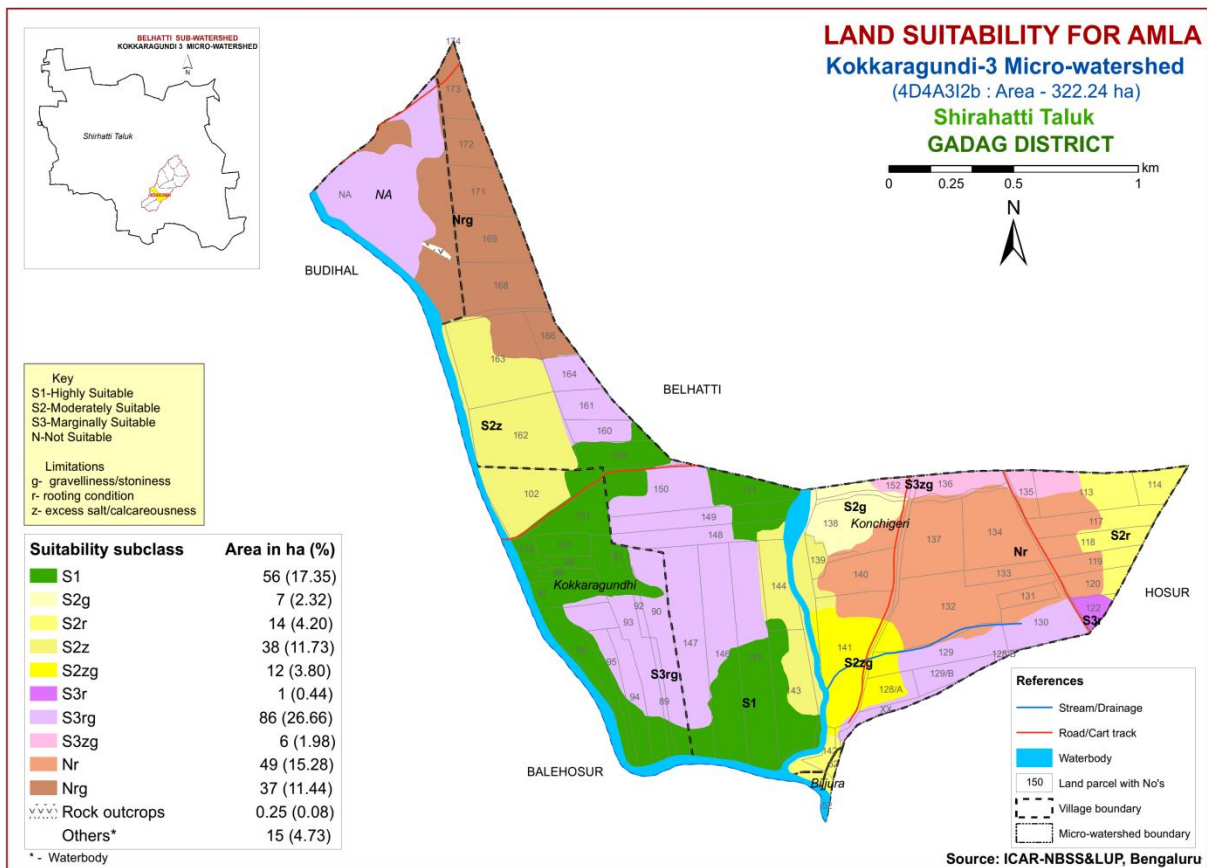 BELHATTI SUB-WATERSHED
KOKKARAGUNDI 3 MICRO-WATERSHED
N
Shirhatti Taluk
LAND SUITABILITY FOR AMLA
Kokkaragundi-3 Micro-watershed
(4D4A3I2b : Area - 322.24 ha)
Shirahatti Taluk
GADAG DISTRICT
km
0 0.25 0.5 1
N
174
173
172
NA NA
171
Nrg
169
BUDIHAL
168
166
163
164
BELHATTI
161
S2z
162
160
102
150
149
148
152
S3zg
136
135
113
114
S2g
138
Konchigeri
117
137
134
Nr
118
S2r
139
119
140
133
120
144
131
122
HOSUR
S3r
132
130
Kokkaragundhi
92
90
93
147
146
95
S3rg
94
89
S1
143
141
S2zg
129
129/B
128/A
XX
142
Biljura
BALEHOSUR
Key
S1-Highly Suitable
S2-Moderately Suitable
S3-Marginally Suitable
N-Not Suitable
Limitations
g- gravelliness/stoniness
r- rooting condition
z- excess salt/calcareousness
Suitability subclass Area in ha (%)
S1 56 (17.35)
S2g 7 (2.32)
S2r 14 (4.20)
S2z 38 (11.73)
S2zg 12 (3.80)
S3r 1 (0.44)
S3rg 86 (26.66)
S3zg 6 (1.98)
Nr 49 (15.28)
Nrg 37 (11.44)
Rock outcrops 0.25 (0.08)
Others* 15 (4.73)
* - Waterbody
References
Stream/Drainage
Road/Cart track
Waterbody
150 Land parcel with No's
Village boundary
Micro-watershed boundary
Source: ICAR-NBSS&LUP, Bengaluru